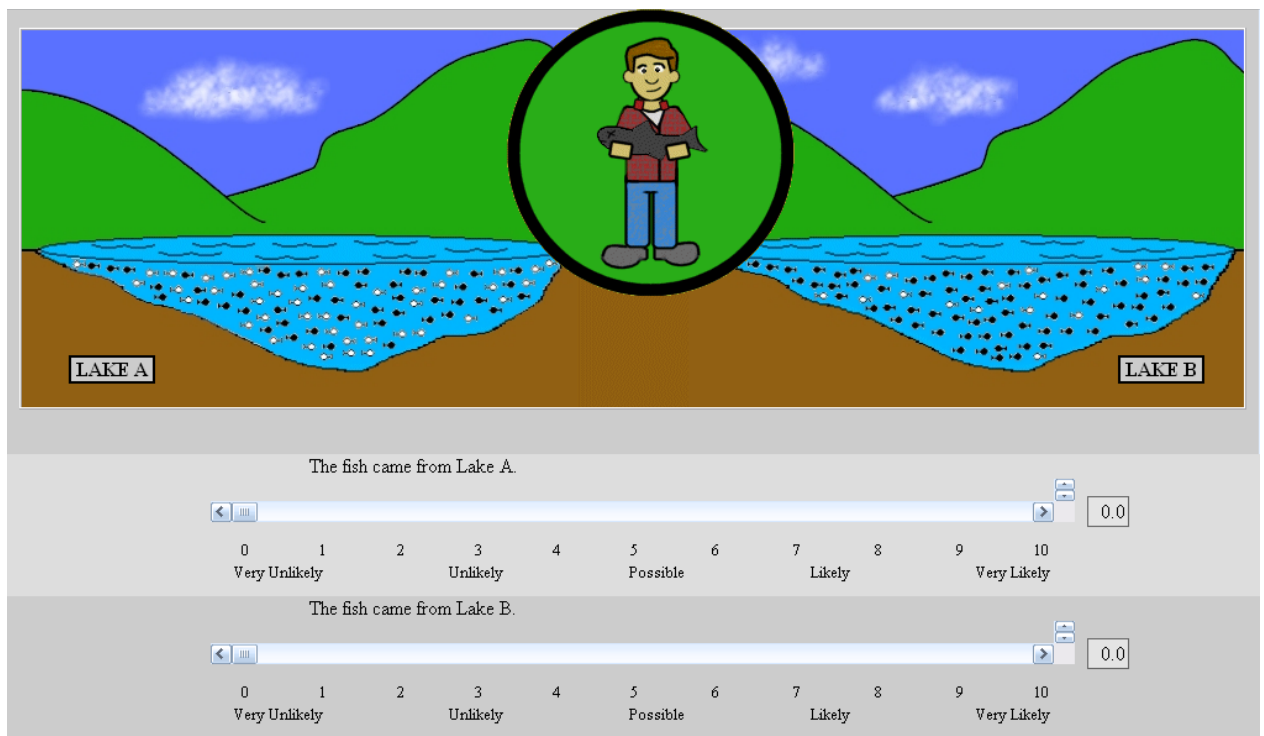 LAKE A
LAKE B
The fish came from Lake A.
0.0
0 1 2 3 4 5 6 7 8 9 10
Very Unlikely Unlikely Possible Likely Very Likely
The fish came from Lake B.
0.0
0 1 2 3 4 5 6 7 8 9 10
Very Unlikely Unlikely Possible Likely Very Likely